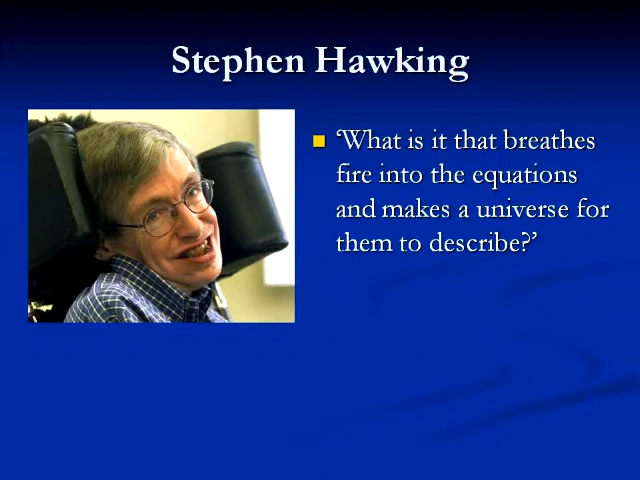 Stephen Hawking
‘What is it that breathes
fire into the equations
and makes a universe for
them to describe?’